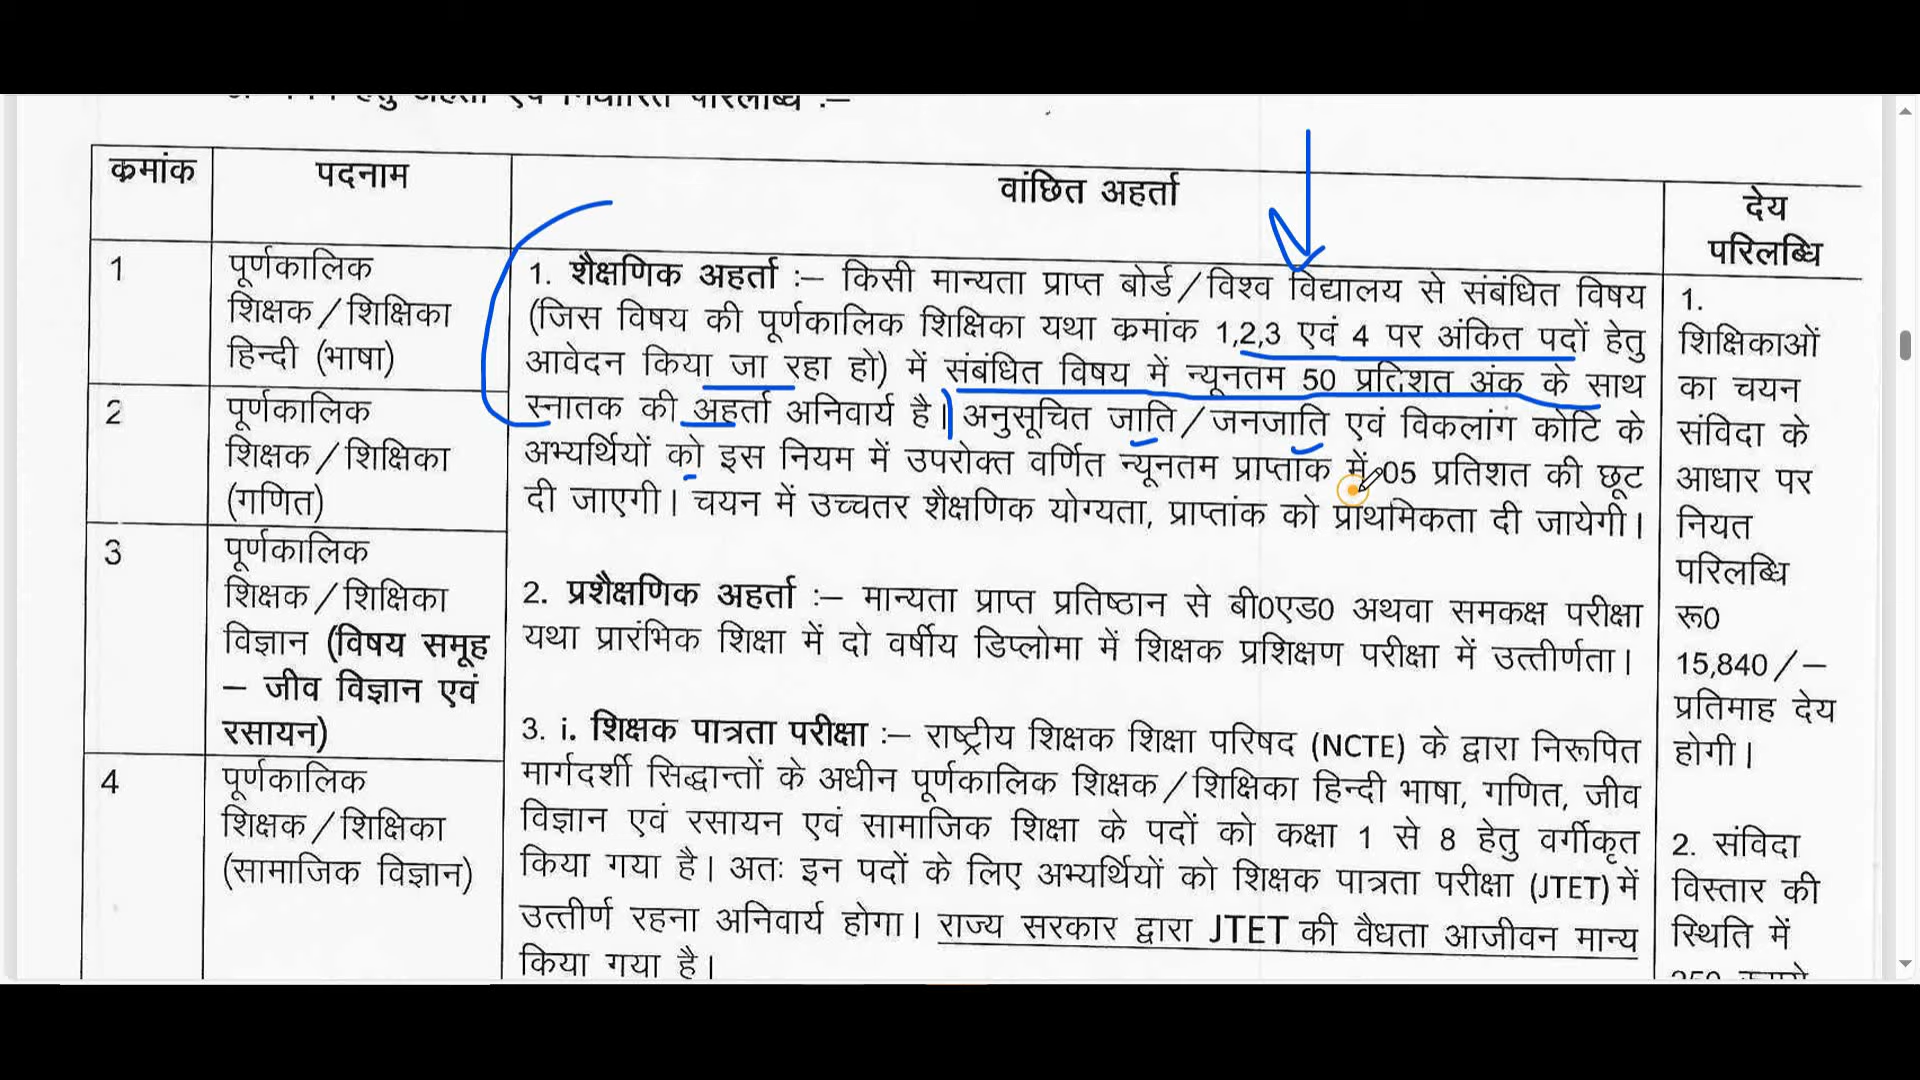 क्रमांक
पदनाम
वांछित अहर्ता
देय
परिलब्धि
1
पूर्णकालिक
शिक्षक/शिक्षिका
हिन्दी (भाषा)
2
पूर्णकालिक
शिक्षक/शिक्षिका
(गणित)
3
पूर्णकालिक
शिक्षक/शिक्षिका
विज्ञान (विषय समूह
– जीव विज्ञान एवं
रसायन)
4
पूर्णकालिक
शिक्षक/शिक्षिका
(सामाजिक विज्ञान)
1. शैक्षणिक अहर्ता :– किसी मान्यता प्राप्त बोर्ड/विश्व विद्यालय से संबंधित विषय
(जिस विषय की पूर्णकालिक शिक्षिका यथा क्रमांक 1,2,3 एवं 4 पर अंकित पदों हेतु
आवेदन किया जा रहा हो) में संबंधित विषय में न्यूनतम 50 प्रतिशत अंक के साथ
स्नातक की अहर्ता अनिवार्य है। अनुसूचित जाति/जनजाति एवं विकलांग कोटि के
अभ्यर्थियों को इस नियम में उपरोक्त वर्णित न्यूनतम प्राप्तांक में 05 प्रतिशत की छूट
दी जाएगी। चयन में उच्चतर शैक्षणिक योग्यता, प्राप्तांक को प्राथमिकता दी जायेगी।
2. प्रशैक्षणिक अहर्ता :– मान्यता प्राप्त प्रतिष्ठान से बी0एड0 अथवा समकक्ष परीक्षा
यथा प्रारंभिक शिक्षा में दो वर्षीय डिप्लोमा में शिक्षक प्रशिक्षण परीक्षा में उत्तीर्णता।
3. i. शिक्षक पात्रता परीक्षा :– राष्ट्रीय शिक्षक शिक्षा परिषद (NCTE) के द्वारा निरूपित
मार्गदर्शी सिद्धान्तों के अधीन पूर्णकालिक शिक्षक/शिक्षिका हिन्दी भाषा, गणित, जीव
विज्ञान एवं रसायन एवं सामाजिक शिक्षा के पदों को कक्षा 1 से 8 हेतु वर्गीकृत
किया गया है। अतः इन पदों के लिए अभ्यर्थियों को शिक्षक पात्रता परीक्षा (JTET) में
उत्तीर्ण रहना अनिवार्य होगा। राज्य सरकार द्वारा JTET की वैधता आजीवन मान्य
किया गया है।
1.
शिक्षिकाओं
का चयन
संविदा के
आधार पर
नियत
परिलब्धि
रू0
15,840/–
प्रतिमाह देय
होगी।
2. संविदा
विस्तार की
स्थिति में